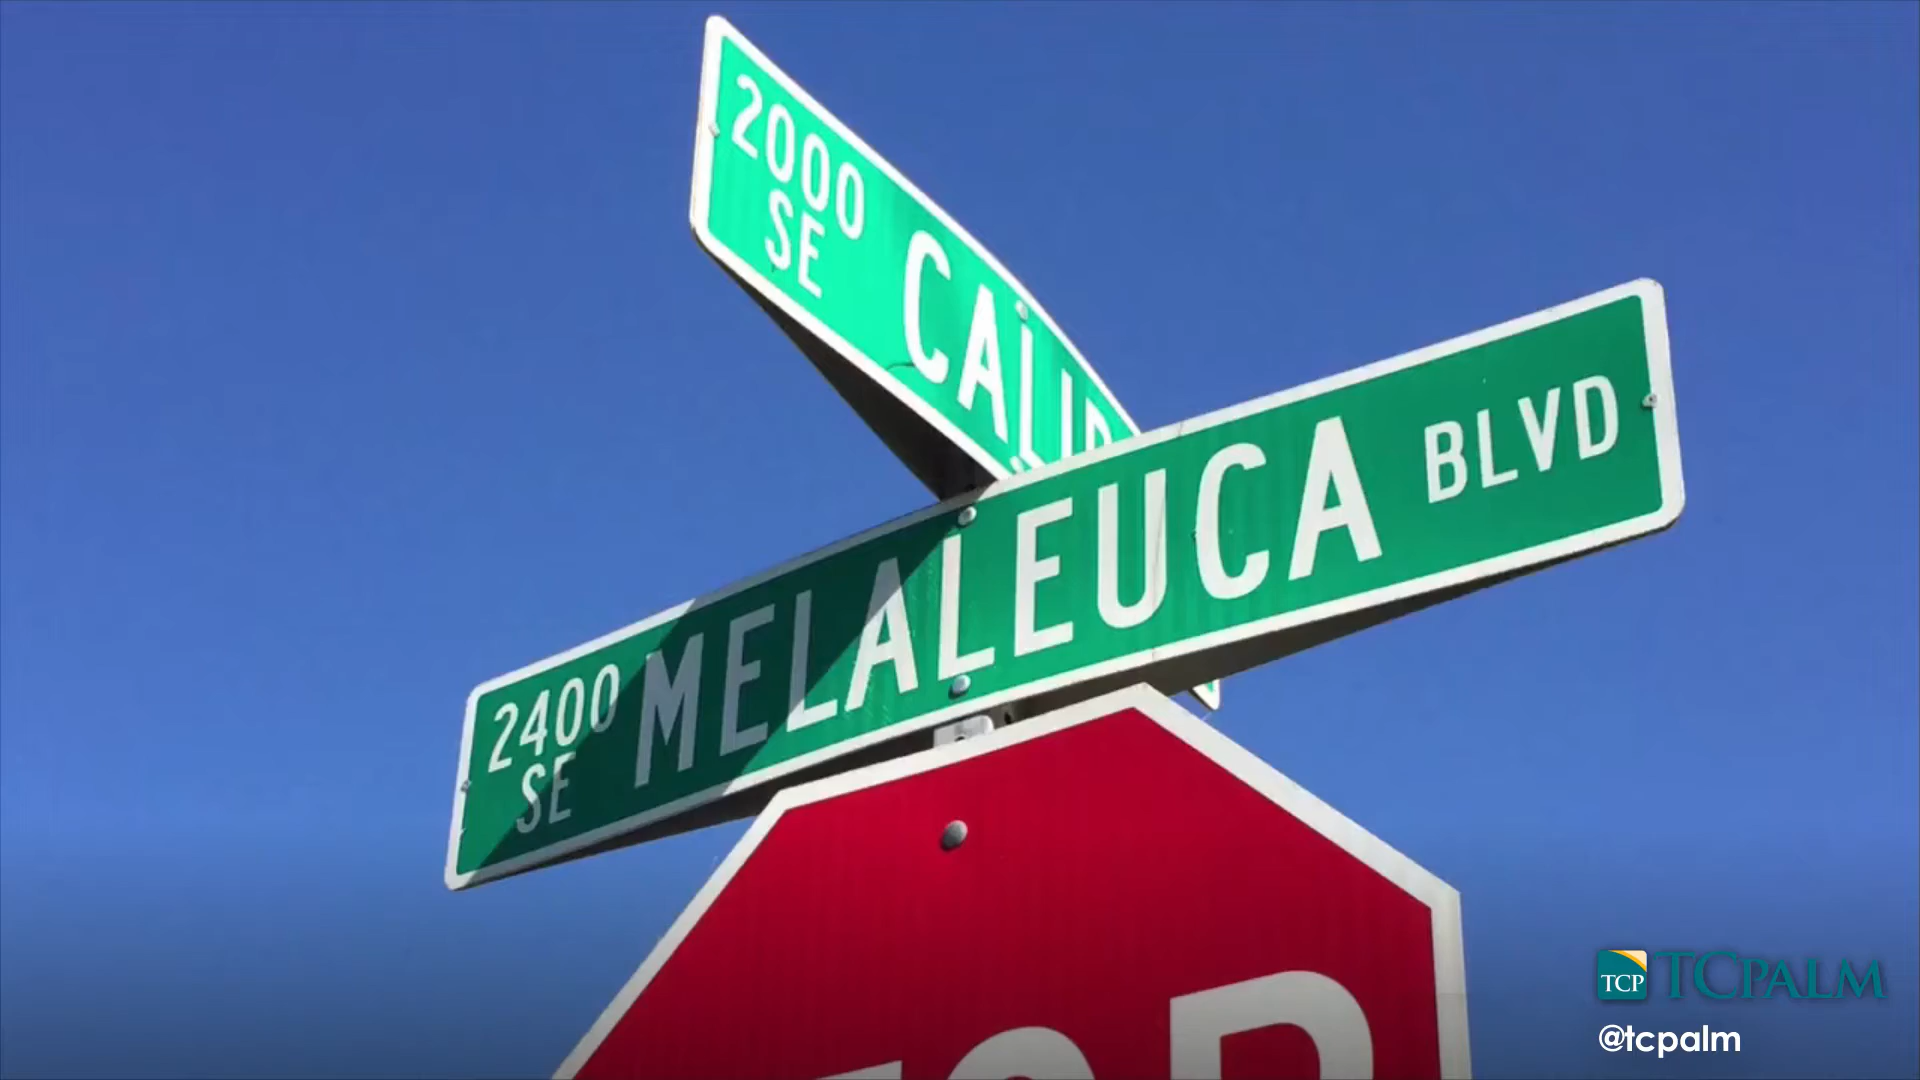 2000
SE
2400
SE
MELALEUCA BLVD
TCP
TCPALM
@tcpalm